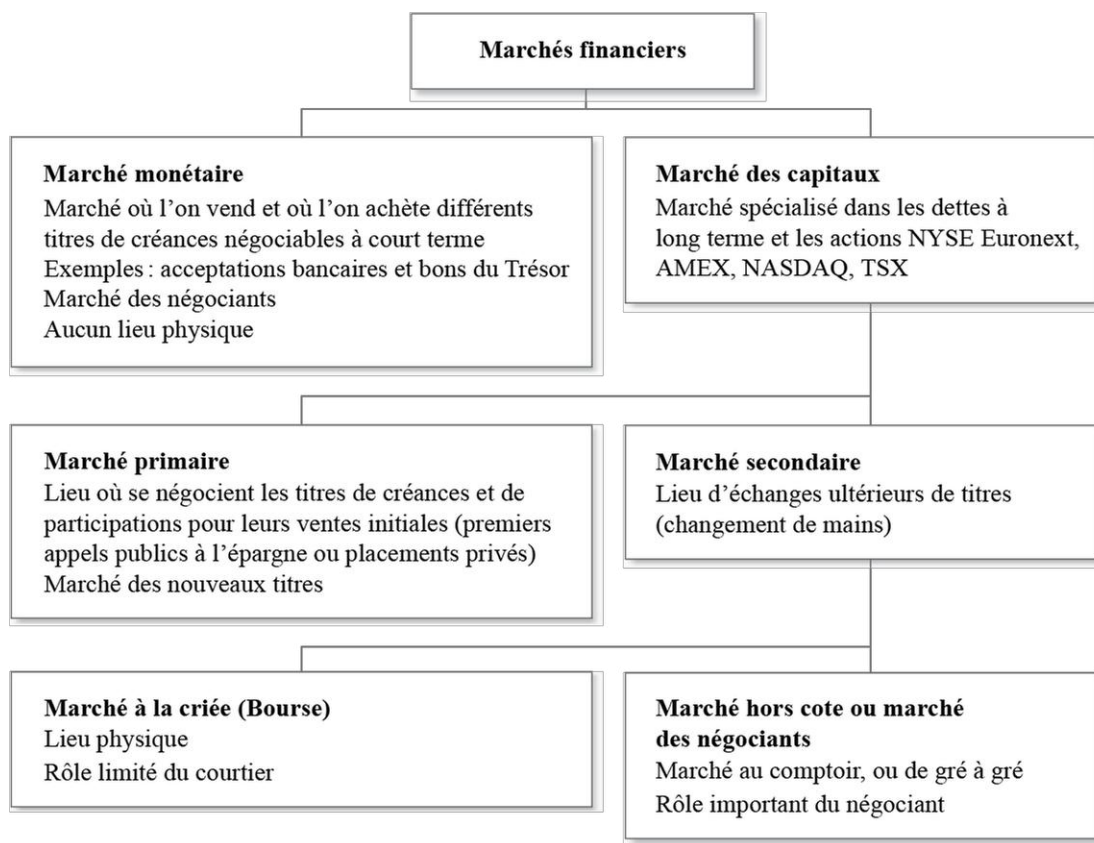 Marchés financiers
Marché monétaire
Marché où l’on vend et où l’on achète différents
titres de créances négociables à court terme
Exemples : acceptations bancaires et bons du Trésor
Marché des négociants
Aucun lieu physique
Marché des capitaux
Marché spécialisé dans les dettes à
long terme et les actions NYSE Euronext,
AMEX, NASDAQ, TSX
Marché primaire
Lieu où se négocient les titres de créances et de
participations pour leurs ventes initiales (premiers
appels publics à l’épargne ou placements privés)
Marché des nouveaux titres
Marché secondaire
Lieu d’échanges ultérieurs de titres
(changement de mains)
Marché à la criée (Bourse)
Lieu physique
Rôle limité du courtier
Marché hors cote ou marché
des négociants
Marché au comptoir, ou de gré à gré
Rôle important du négociant